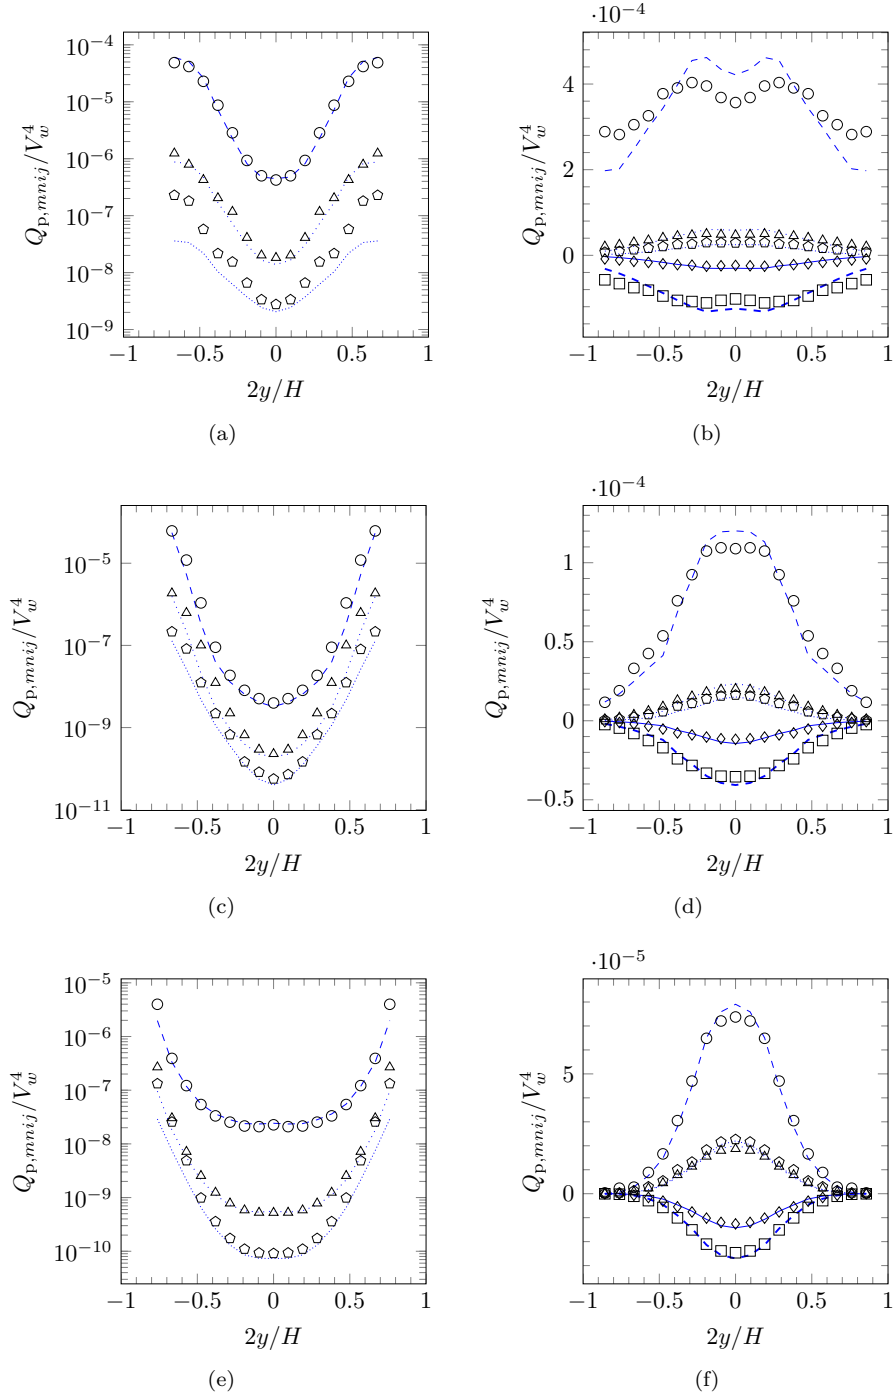 ·10⁻⁴
10⁻⁴
10⁻⁵
10⁻⁶
10⁻⁷
10⁻⁸
10⁻⁹
Q_{p,mnij}/V_w^4
−1 −0.5 0 0.5 1
2y/H
(a)
4
2
0
Q_{p,mnij}/V_w^4
−1 −0.5 0 0.5 1
2y/H
(b)
10⁻⁵
10⁻⁷
10⁻⁹
10⁻¹¹
Q_{p,mnij}/V_w^4
−1 −0.5 0 0.5 1
2y/H
(c)
·10⁻⁴
1
0.5
0
−0.5
Q_{p,mnij}/V_w^4
−1 −0.5 0 0.5 1
2y/H
(d)
10⁻⁵
10⁻⁶
10⁻⁷
10⁻⁸
10⁻⁹
10⁻¹⁰
Q_{p,mnij}/V_w^4
−1 −0.5 0 0.5 1
2y/H
(e)
·10⁻⁵
5
0
Q_{p,mnij}/V_w^4
−1 −0.5 0 0.5 1
2y/H
(f)